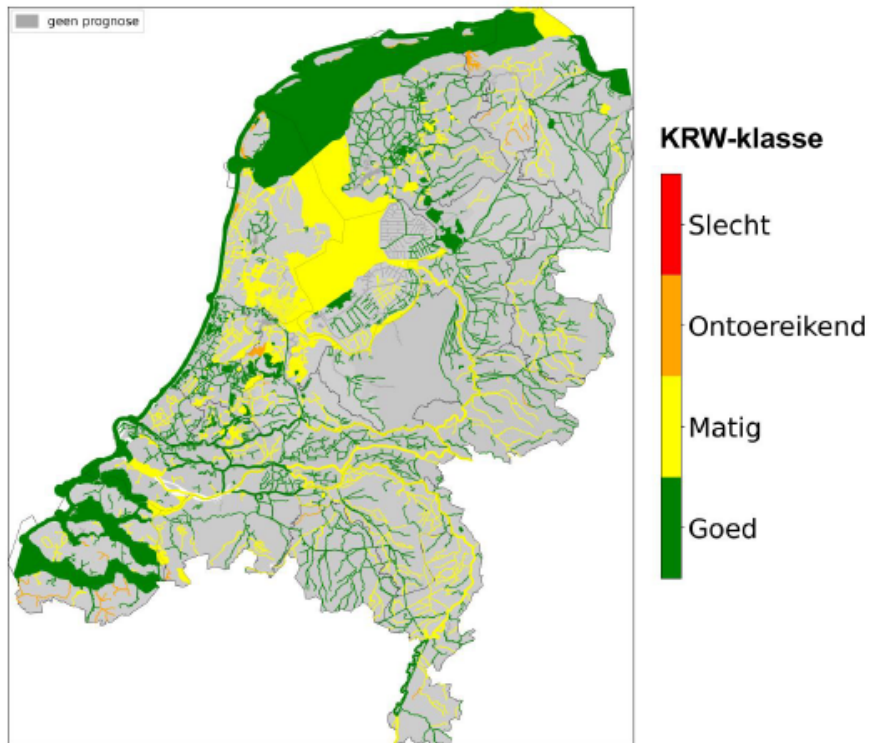 geen prognose
KRW-klasse
Slecht
Ontoereikend
Matig
Goed